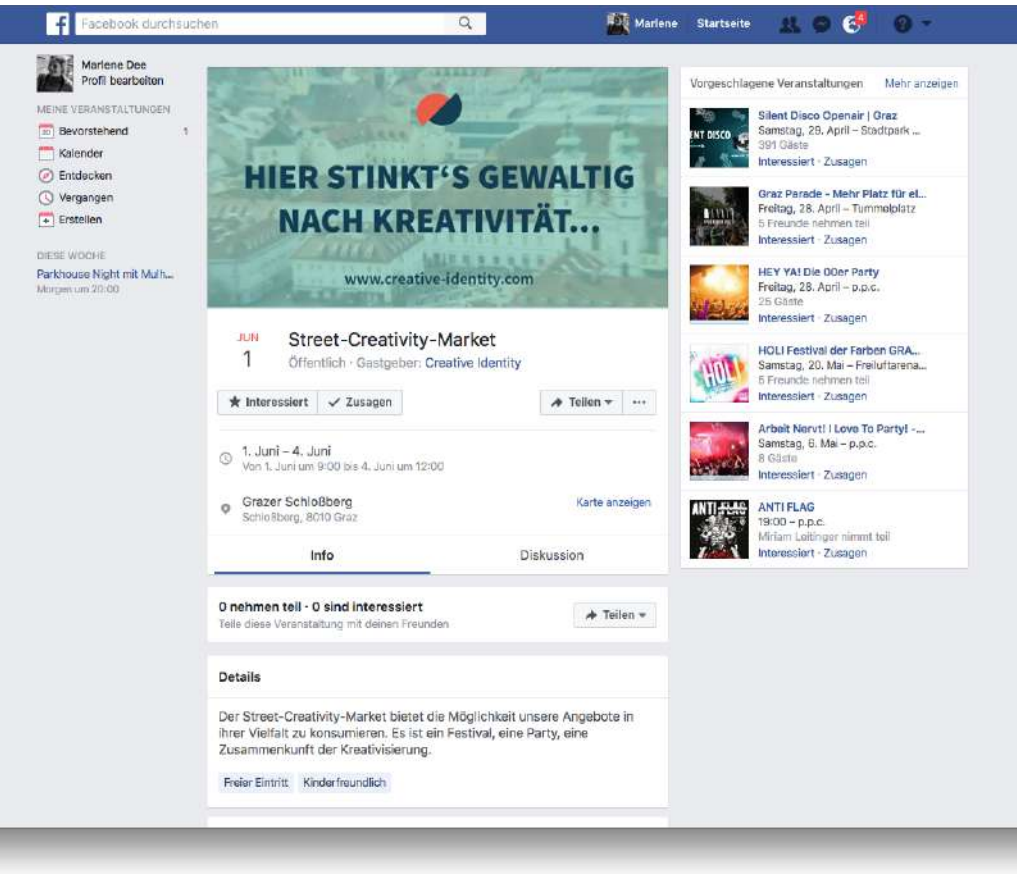 Facebook durchsuchen
Marlene
Startseite
4
Marlene Dee
Profil bearbeiten
MEINE VERANSTALTUNGEN
Bevorstehend 1
Kalender
Entdecken
Vergangen
Erstellen
DIESE WOCHE
Parkhouse Night mit Mulh...
Morgen um 20:00
HIER STINKT'S GEWALTIG
NACH KREATIVITÄT...
www.creative-identity.com
JUN
1
Street-Creativity-Market
Öffentlich · Gastgeber: Creative Identity
Interessiert
Zusagen
Teilen
1. Juni – 4. Juni
Von 1. Juni um 9:00 bis 4. Juni um 12:00
Grazer Schloßberg
Karte anzeigen
Schloßberg, 8010 Graz
Info
Diskussion
0 nehmen teil · 0 sind interessiert
Teile diese Veranstaltung mit deinen Freunden
Teilen
Details
Der Street-Creativity-Market bietet die Möglichkeit unsere Angebote in
ihrer Vielfalt zu konsumieren. Es ist ein Festival, eine Party, eine
Zusammenkunft der Kreativisierung.
Freier Eintritt
Kinderfreundlich
Vorgeschlagene Veranstaltungen
Mehr anzeigen
ENT DISCO
Silent Disco Openair | Graz
Samstag, 29. April – Stadtpark ...
391 Gäste
Interessiert · Zusagen
Graz Parade - Mehr Platz für el...
Freitag, 28. April – Tummelplatz
5 Freunde nehmen teil
Interessiert · Zusagen
HEY YA! Die 00er Party
Freitag, 28. April – p.p.c.
25 Gäste
Interessiert · Zusagen
HOLI
HOLI Festival der Farben GRA...
Samstag, 20. Mai – Freiluftarena...
6 Freunde nehmen teil
Interessiert · Zusagen
Arbeit Nervt! I Love To Party! -...
Samstag, 6. Mai – p.p.c.
8 Gäste
Interessiert · Zusagen
ANTI-FLAG
ANTI FLAG
19:00 – p.p.c.
Miriam Leitinger nimmt teil
Interessiert · Zusagen